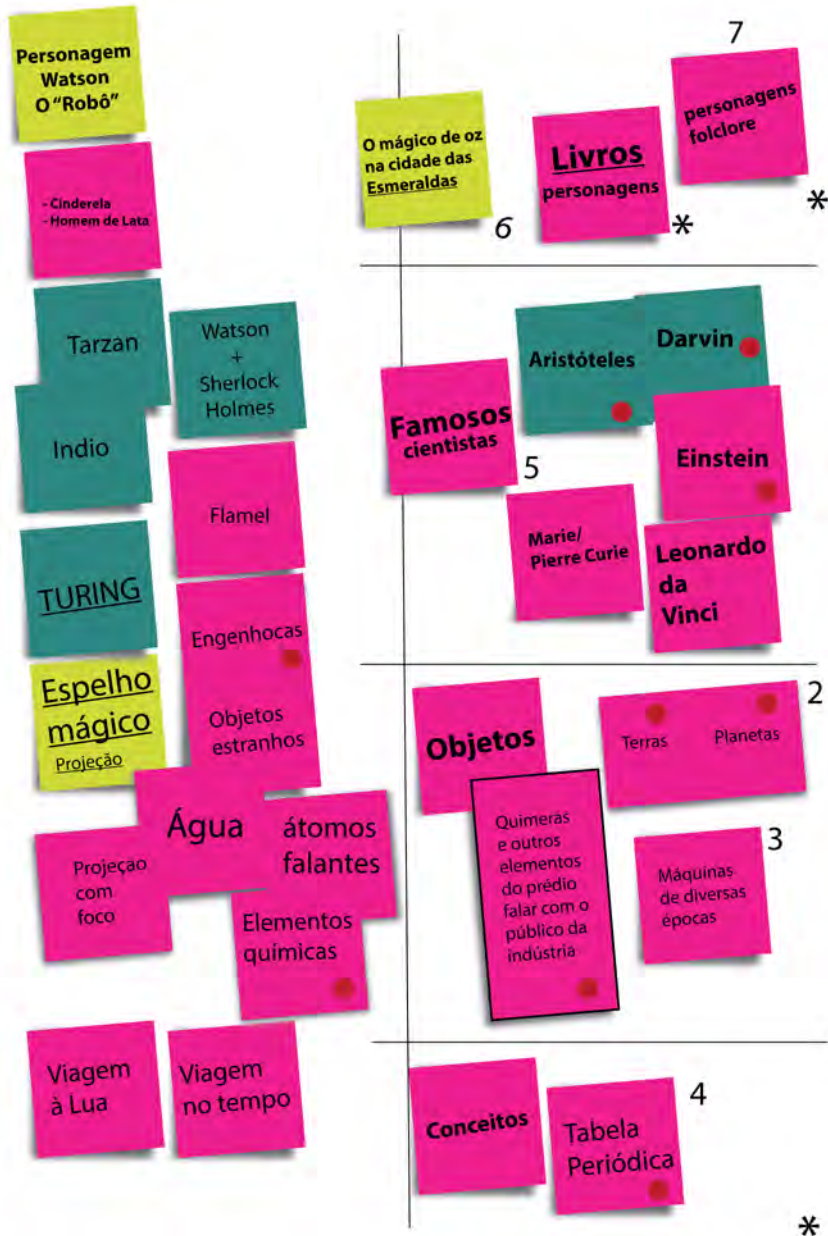 Personagem
Watson
O "Robô"
- Cinderela
- Homem de Lata
Tarzan
Watson
+
Sherlock
Holmes
Indio
Flamel
TURING
Engenhocas
Objetos
estranhos
Espelho
mágico
Projeção
Água
átomos
falantes
Projeção
com
foco
Elementos
químicas
Viagem
à Lua
Viagem
no tempo
7
personagens
folclore
*
O mágico de oz
na cidade das
Esmeraldas
6
Livros
personagens
*
Famosos
cientistas
5
Aristóteles
Darvin
Einstein
Marie/
Pierre Curie
Leonardo
da
Vinci
Objetos
2
Terras
Planetas
Quimeras
e outros
elementos
do prédio
falar com o
público da
indústria
3
Máquinas
de diversas
épocas
Conceitos
4
Tabela
Periódica
*